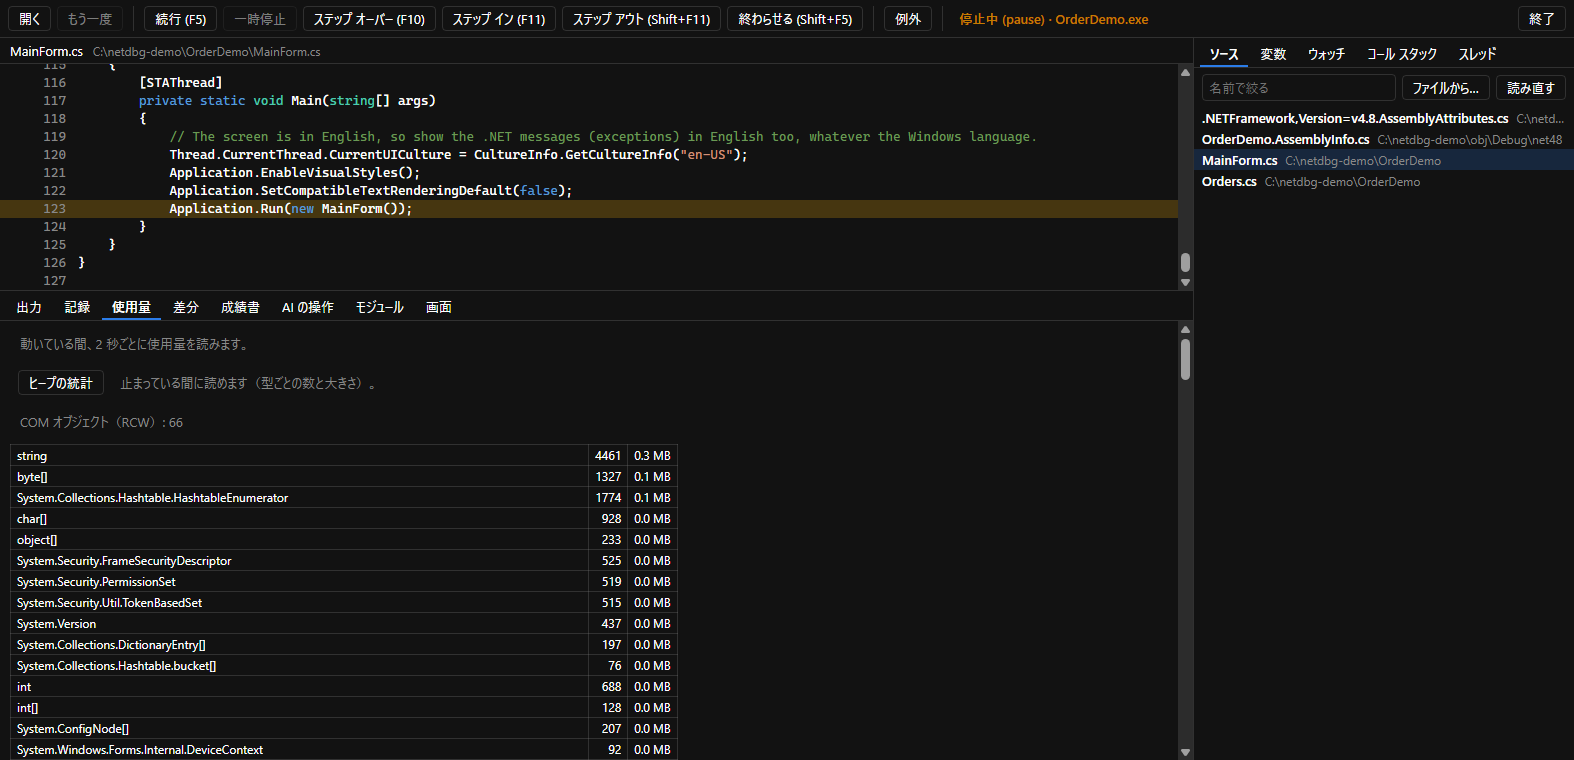 開く もう一度 続行 (F5) 一時停止 ステップ オーバー (F10) ステップ イン (F11) ステップ アウト (Shift+F11) 終わらせる (Shift+F5) 例外 停止中 (pause) · OrderDemo.exe 終了
MainForm.cs C:\netdbg-demo\OrderDemo\MainForm.cs
115 {
116 [STAThread]
117 private static void Main(string[] args)
118 {
119 // The screen is in English, so show the .NET messages (exceptions) in English too, whatever the Windows language.
120 Thread.CurrentThread.CurrentUICulture = CultureInfo.GetCultureInfo("en-US");
121 Application.EnableVisualStyles();
122 Application.SetCompatibleTextRenderingDefault(false);
123 Application.Run(new MainForm());
124 }
125 }
126 }
127
出力 記録 使用量 差分 成績書 AI の操作 モジュール 画面
動いている間、2 秒ごとに使用量を読みます。
ヒープの統計 止まっている間に読めます（型ごとの数と大きさ）。
COM オブジェクト（RCW）: 66
string 4461 0.3 MB
byte[] 1327 0.1 MB
System.Collections.Hashtable.HashtableEnumerator 1774 0.1 MB
char[] 928 0.0 MB
object[] 233 0.0 MB
System.Security.FrameSecurityDescriptor 525 0.0 MB
System.Security.PermissionSet 519 0.0 MB
System.Security.Util.TokenBasedSet 515 0.0 MB
System.Version 437 0.0 MB
System.Collections.DictionaryEntry[] 197 0.0 MB
System.Collections.Hashtable.bucket[] 76 0.0 MB
int 688 0.0 MB
int[] 128 0.0 MB
System.ConfigNode[] 207 0.0 MB
System.Windows.Forms.Internal.DeviceContext 92 0.0 MB
ソース 変数 ウォッチ コール スタック スレッド
名前で絞る ファイルから... 読み直す
.NETFramework,Version=v4.8.AssemblyAttributes.cs C:\netd...
OrderDemo.AssemblyInfo.cs C:\netdbg-demo\obj\Debug\net48
MainForm.cs C:\netdbg-demo\OrderDemo
Orders.cs C:\netdbg-demo\OrderDemo